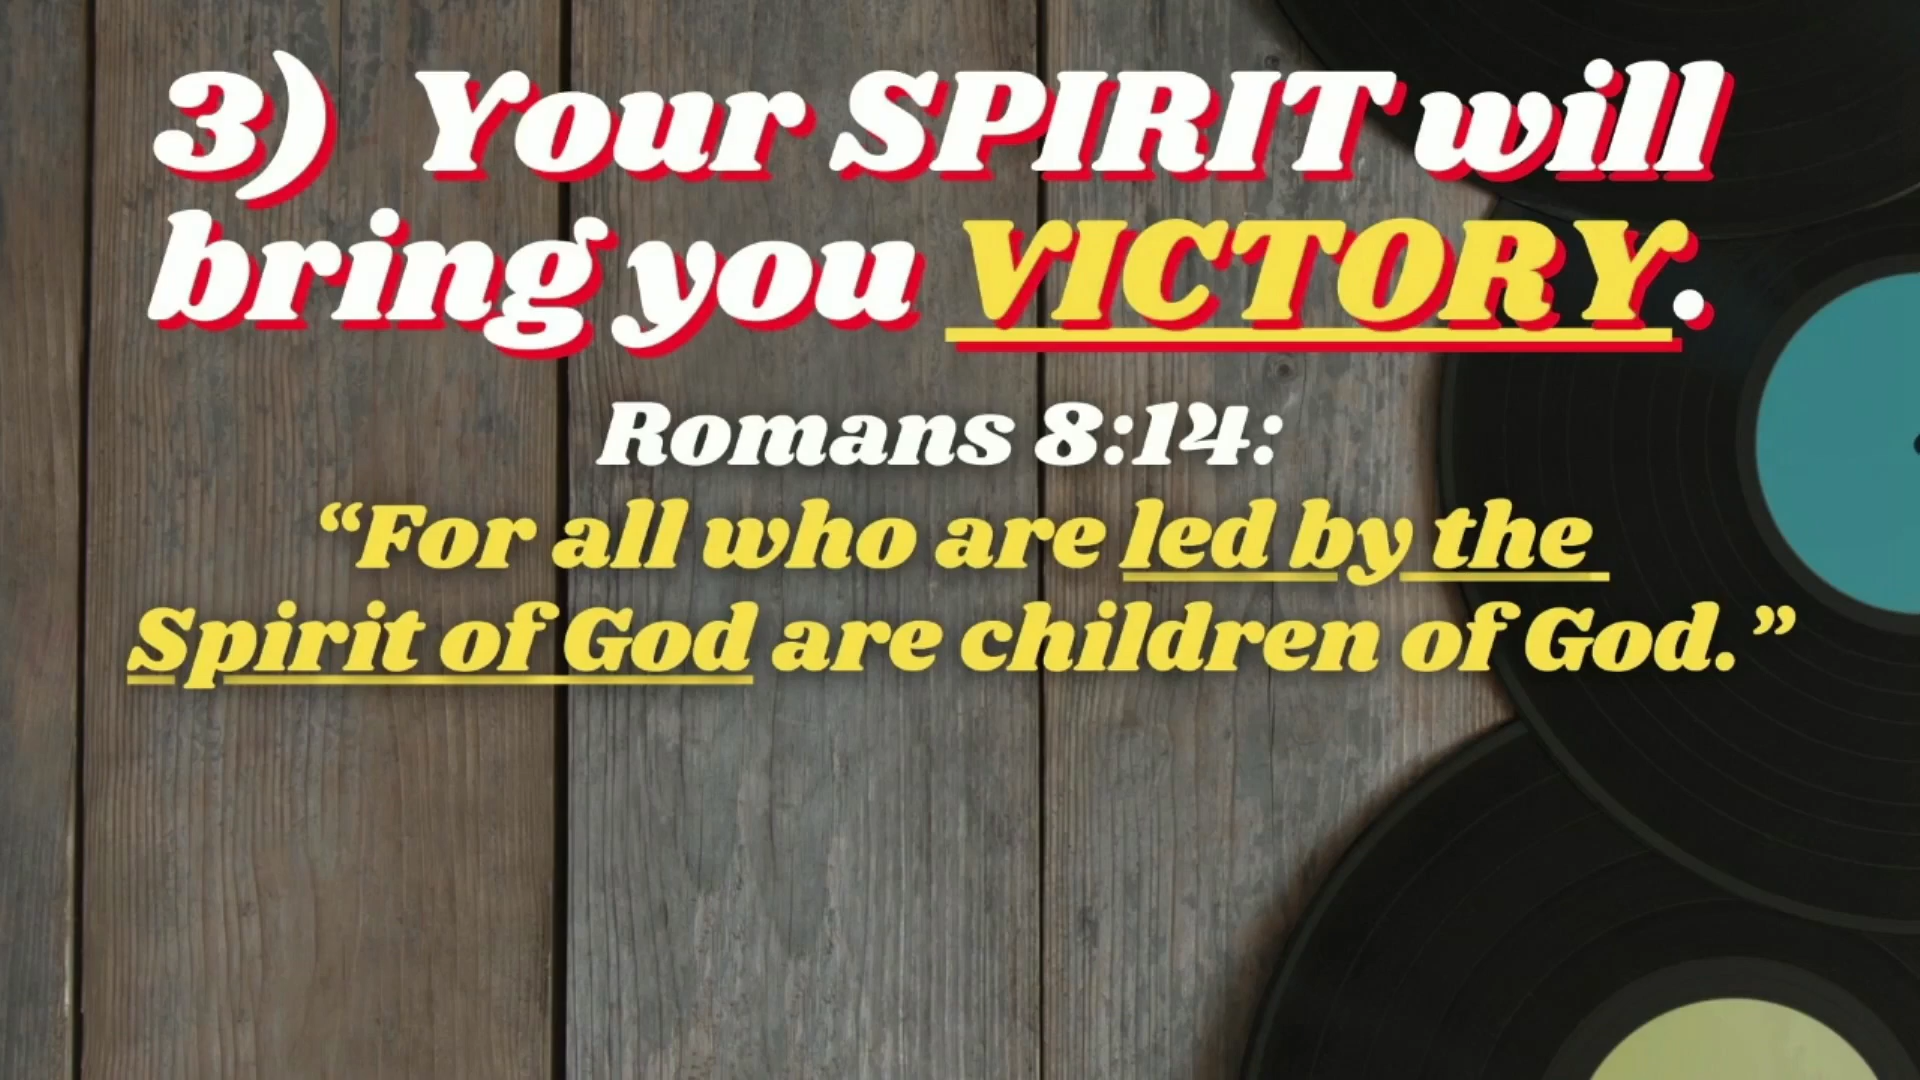 3) Your SPIRIT will
bring you VICTORY.
Romans 8:14:
“For all who are led by the
Spirit of God are children of God.”